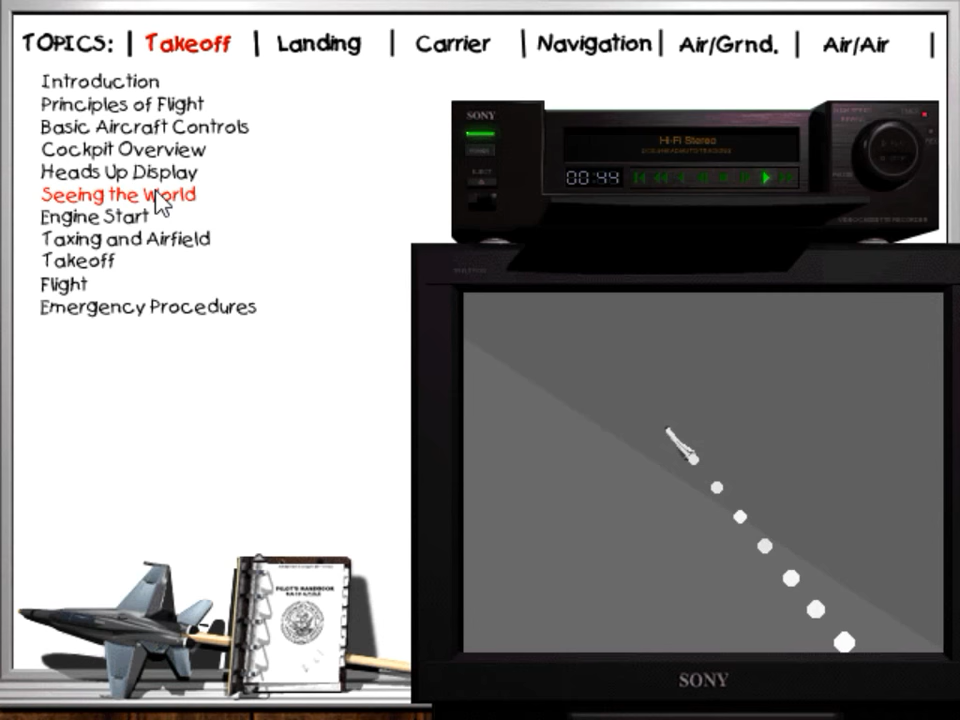 TOPICS: | Takeoff | Landing | Carrier | Navigation | Air/Grnd. | Air/Air |
Introduction
Principles of Flight
Basic Aircraft Controls
Cockpit Overview
Heads Up Display
Seeing the World
Engine Start
Taxing and Airfield
Takeoff
Flight
Emergency Procedures
SONY
Hi-Fi Stereo
00:44
PILOT'S HANDBOOK
SONY